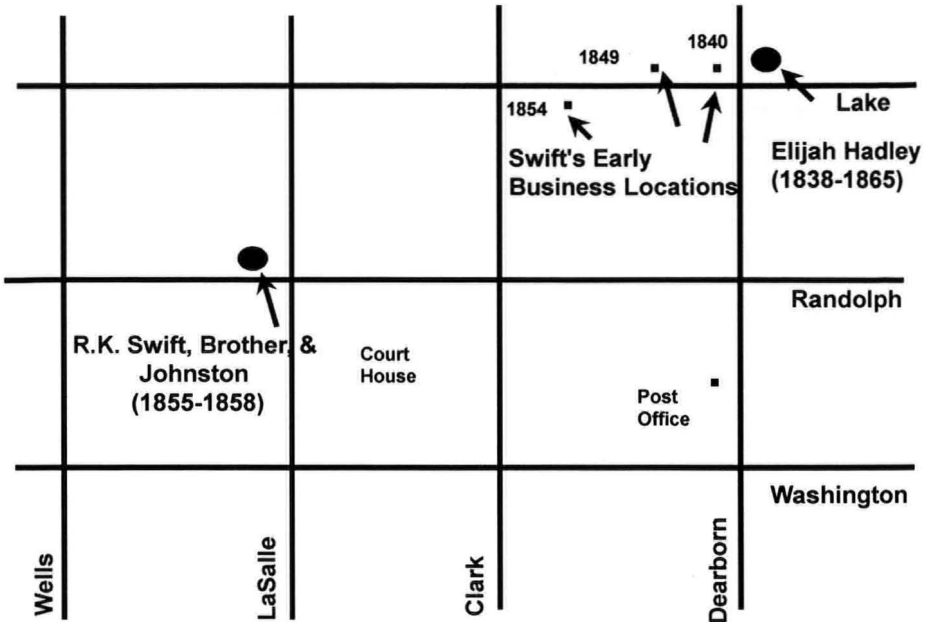 1840
1849
1854
Lake
Swift's Early
Business Locations
Elijah Hadley
(1838-1865)
Randolph
R.K. Swift, Brother, &
Johnston
(1855-1858)
Court
House
Post
Office
Washington
Wells
LaSalle
Clark
Dearborn